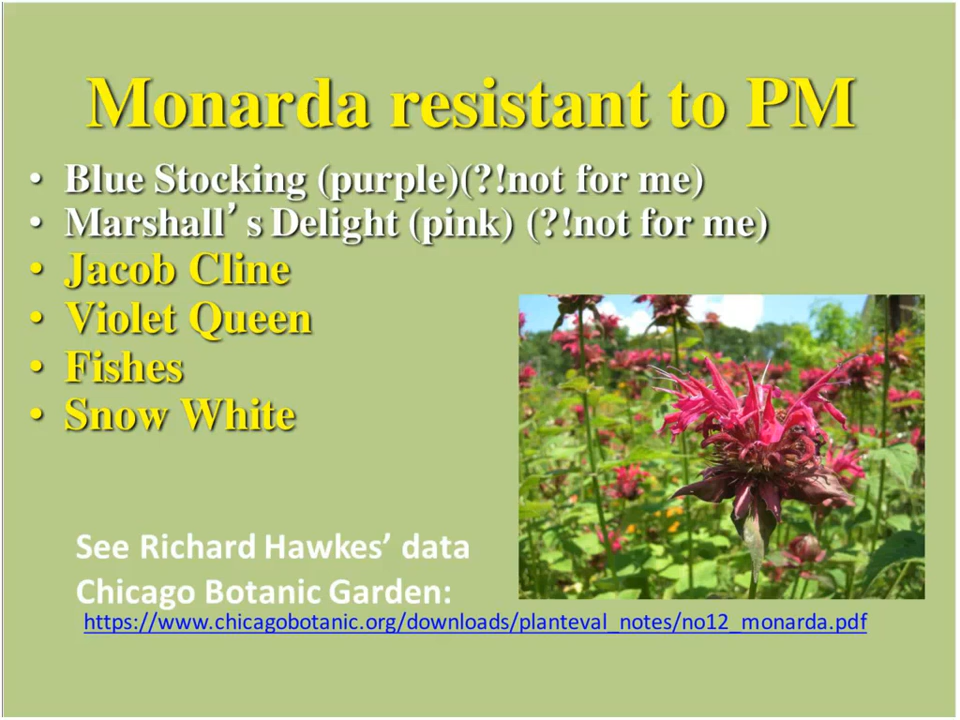 Monarda resistant to PM
• Blue Stocking (purple)(?!not for me)
• Marshall’s Delight (pink) (?!not for me)
• Jacob Cline
• Violet Queen
• Fishes
• Snow White
See Richard Hawkes’ data
Chicago Botanic Garden:
https://www.chicagobotanic.org/downloads/planteval_notes/no12_monarda.pdf